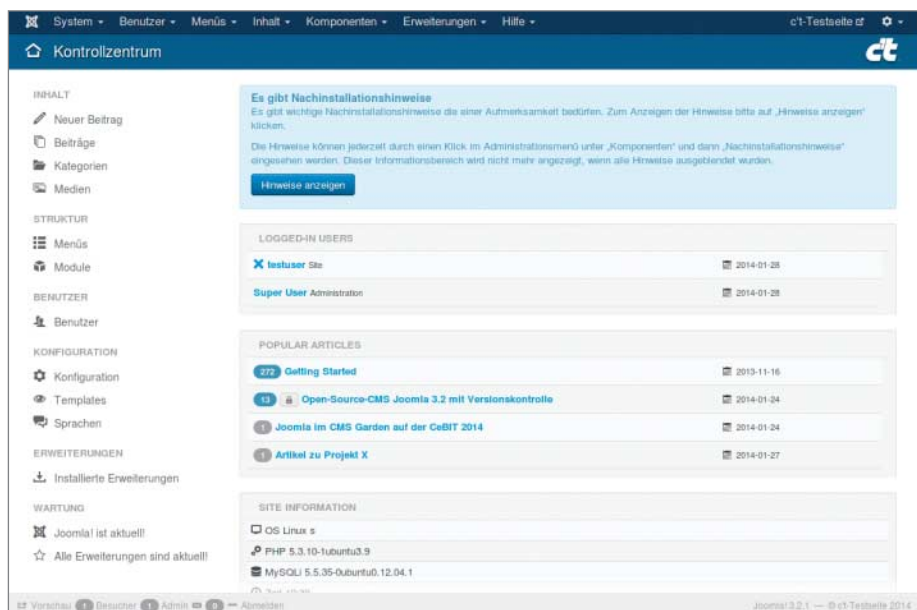 System Benutzer Menüs Inhalt Komponenten Erweiterungen Hilfe c't-Testseite
Kontrollzentrum c't
INHALT
Neuer Beitrag
Beiträge
Kategorien
Medien
STRUKTUR
Menüs
Module
BENUTZER
Benutzer
KONFIGURATION
Konfiguration
Templates
Sprachen
ERWEITERUNGEN
Installierte Erweiterungen
WARTUNG
Joomla! ist aktuell!
Alle Erweiterungen sind aktuell!
Es gibt Nachinstallationshinweise
Es gibt wichtige Nachinstallationshinweise die einer Aufmerksamkeit bedürfen. Zum Anzeigen der Hinweise bitte auf „Hinweise anzeigen“
klicken.
Die Hinweise können jederzeit durch einen Klick im Administrationsmenü unter „Komponenten“ und dann „Nachinstallationshinweise“
eingesehen werden. Dieser Informationsbereich wird nicht mehr angezeigt, wenn alle Hinweise ausgeblendet wurden.
Hinweise anzeigen
LOGGED-IN USERS
testuser Site 2014-01-28
Super User Administration 2014-01-28
POPULAR ARTICLES
272 Getting Started 2013-11-16
13 Open-Source-CMS Joomla 3.2 mit Versionskontrolle 2014-01-24
1 Joomla im CMS Garden auf der CeBIT 2014 2014-01-24
1 Artikel zu Projekt X 2014-01-27
SITE INFORMATION
OS Linux s
PHP 5.3.10-1ubuntu3.9
MySQLi 5.5.35-0ubuntu0.12.04.1
Vorschau 1 Besucher 1 Admin 0 Abmelden Joomla! 3.2.1 — © c't-Testseite 2014